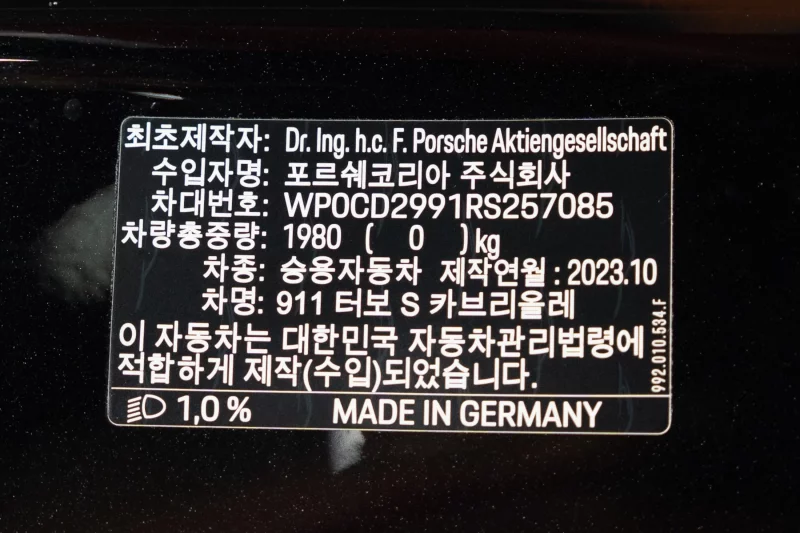 최초제작자: Dr. Ing. h.c. F. Porsche Aktiengesellschaft
수입자명: 포르쉐코리아 주식회사
차대번호: WP0CD2991RS257085
차량총중량: 1980 ( 0 )kg
차종: 승용자동차 제작연월 : 2023.10
차명: 911 터보 S 카브리올레
이 자동차는 대한민국 자동차관리법령에
적합하게 제작(수입)되었습니다.
992.010.534.F
1,0 % MADE IN GERMANY